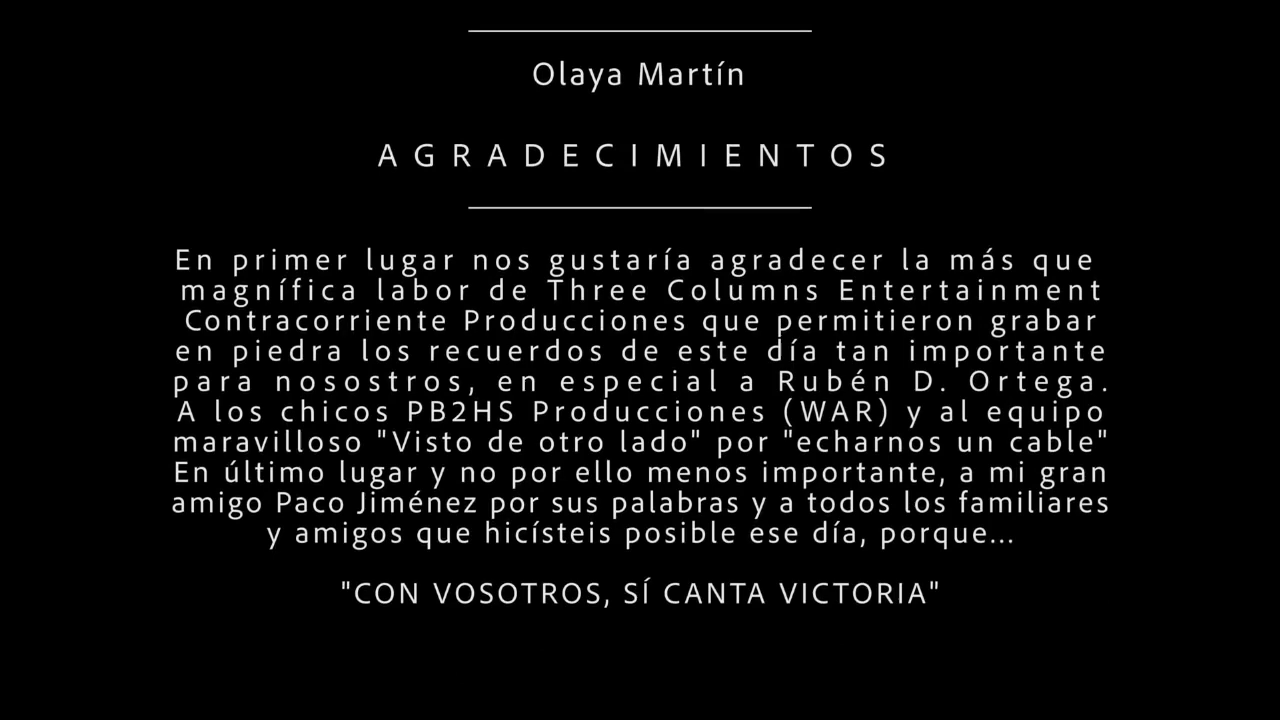 Olaya Martín
AGRADECIMIENTOS
En primer lugar nos gustaría agradecer la más que
magnífica labor de Three Columns Entertainment
Contracorriente Producciones que permitieron grabar
en piedra los recuerdos de este día tan importante
para nosostros, en especial a Rubén D. Ortega.
A los chicos PB2HS Producciones (WAR) y al equipo
maravilloso "Visto de otro lado" por "echarnos un cable"
En último lugar y no por ello menos importante, a mi gran
amigo Paco Jiménez por sus palabras y a todos los familiares
y amigos que hicísteis posible ese día, porque...
"CON VOSOTROS, SÍ CANTA VICTORIA"